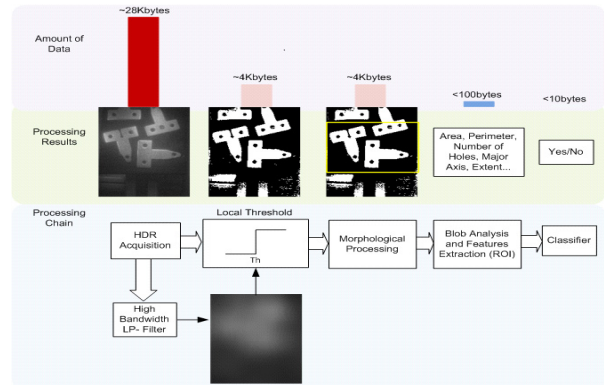 ~28Kbytes
Amount of
Data
~4Kbytes
~4Kbytes
<100bytes
<10bytes
Processing
Results
Area, Perimeter,
Number of
Holes, Major
Axis, Extent...
Yes/No
Processing
Chain
Local Threshold
HDR
Acquisition
Th
Morphological
Processing
Blob Analysis
and Features
Extraction (ROI)
Classifier
High
Bandwidth
LP- Filter